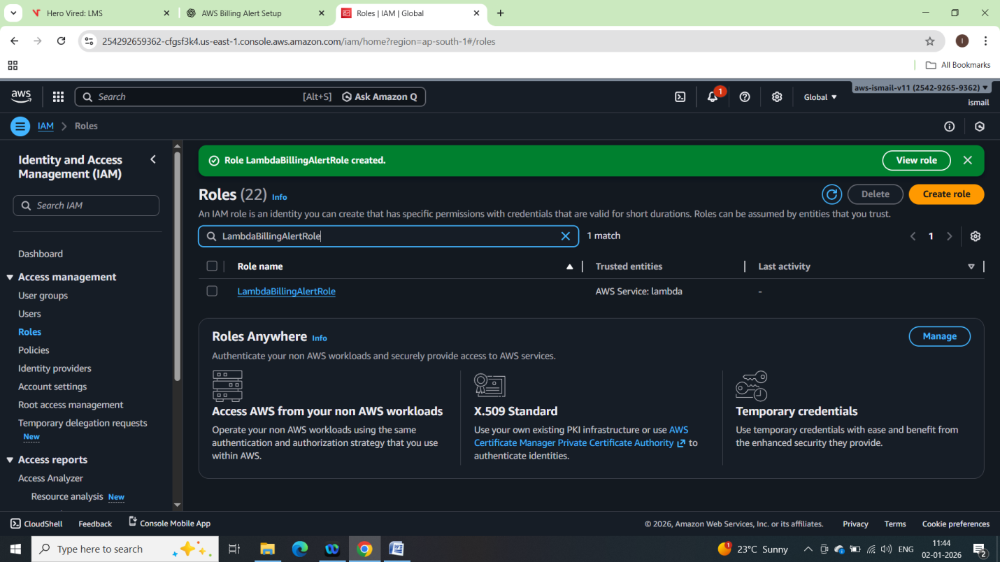 Hero Vired: LMS
AWS Billing Alert Setup
Roles | IAM | Global
254292659362-cfgsf3k4.us-east-1.console.aws.amazon.com/iam/home?region=ap-south-1#/roles
I
All Bookmarks
aws
Search
[Alt+S]
Ask Amazon Q
1
Global
aws-ismail-v11 (2542-9265-9362)
ismail
IAM
Roles
Identity and Access
Management (IAM)
Search IAM
Dashboard
Access management
User groups
Users
Roles
Policies
Identity providers
Account settings
Root access management
Temporary delegation requests
New
Access reports
Access Analyzer
Resource analysis New
Role LambdaBillingAlertRole created.
View role
Roles (22) Info
Delete
Create role
An IAM role is an identity you can create that has specific permissions with credentials that are valid for short durations. Roles can be assumed by entities that you trust.
LambdaBillingAlertRole
1 match
1
Role name
Trusted entities
Last activity
LambdaBillingAlertRole
AWS Service: lambda
-
Roles Anywhere Info
Manage
Authenticate your non AWS workloads and securely provide access to AWS services.
Access AWS from your non AWS workloads
Operate your non AWS workloads using the same
authentication and authorization strategy that you use
within AWS.
X.509 Standard
Use your own existing PKI infrastructure or use AWS
Certificate Manager Private Certificate Authority to
authenticate identities.
Temporary credentials
Use temporary credentials with ease and benefit from
the enhanced security they provide.
CloudShell
Feedback
Console Mobile App
© 2026, Amazon Web Services, Inc. or its affiliates.
Privacy
Terms
Cookie preferences
Type here to search
1
23°C Sunny
ENG
11:44
02-01-2026
2